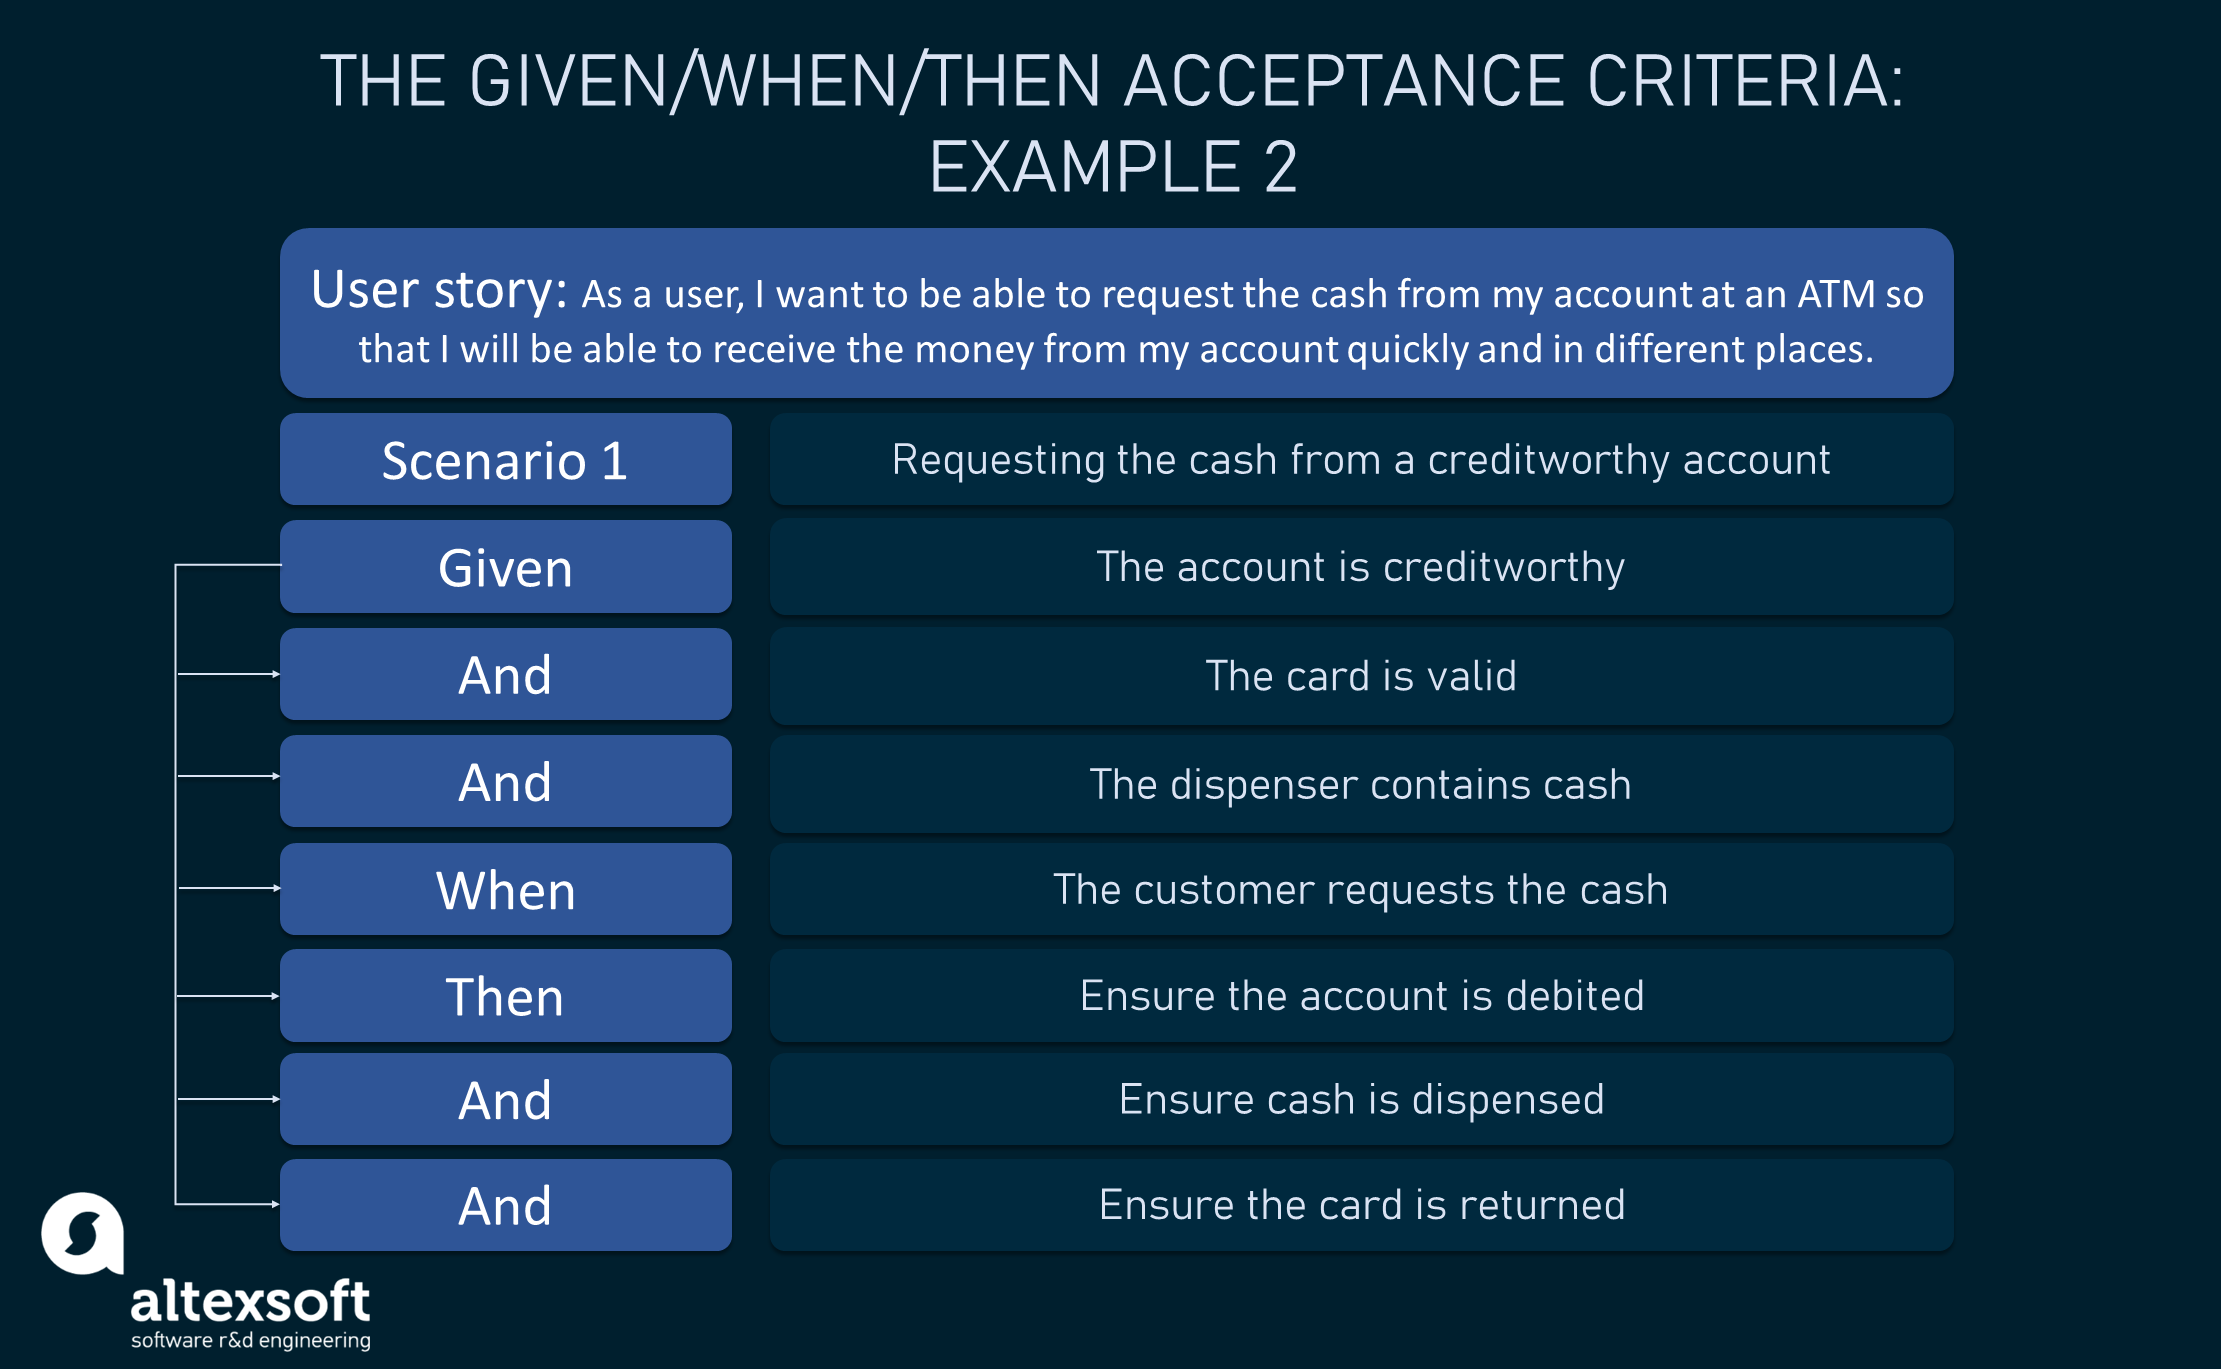 THE GIVEN/WHEN/THEN ACCEPTANCE CRITERIA:
EXAMPLE 2
User story: As a user, I want to be able to request the cash from my account at an ATM so
that I will be able to receive the money from my account quickly and in different places.
Scenario 1
Requesting the cash from a creditworthy account
Given
The account is creditworthy
And
The card is valid
And
The dispenser contains cash
When
The customer requests the cash
Then
Ensure the account is debited
And
Ensure cash is dispensed
And
Ensure the card is returned
altexsoft
software r&d engineering